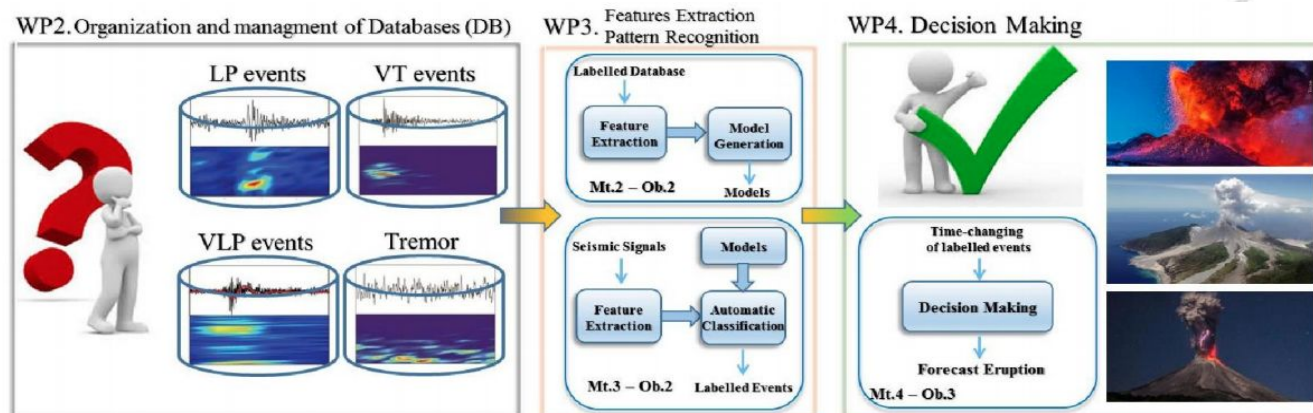 WP2. Organization and managment of Databases (DB)
LP events
VT events
VLP events
Tremor
WP3. Features Extraction
Pattern Recognition
Labelled Database
Feature
Extraction
Model
Generation
Mt.2 – Ob.2
Models
Seismic Signals
Models
Feature
Extraction
Automatic
Classification
Mt.3 – Ob.2
Labelled Events
WP4. Decision Making
Time-changing
of labelled events
Decision Making
Forecast Eruption
Mt.4 – Ob.3